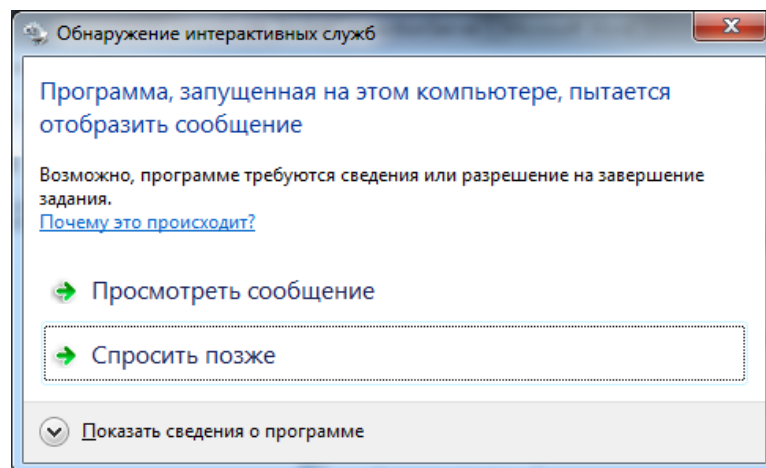 Обнаружение интерактивных служб
Программа, запущенная на этом компьютере, пытается
отобразить сообщение
Возможно, программе требуются сведения или разрешение на завершение
задания.
Почему это происходит?
Просмотреть сообщение
Спросить позже
Показать сведения о программе